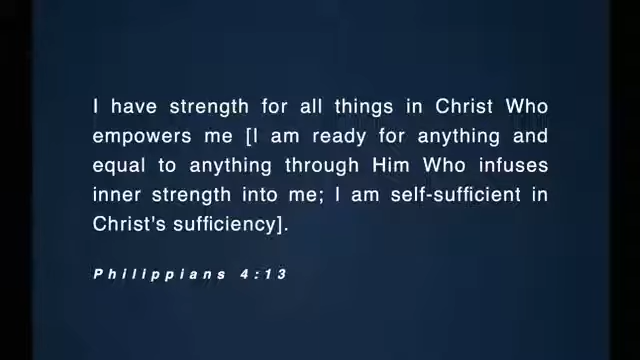 I have strength for all things in Christ Who
empowers me [I am ready for anything and
equal to anything through Him Who infuses
inner strength into me; I am self-sufficient in
Christ's sufficiency].
Philippians 4:13